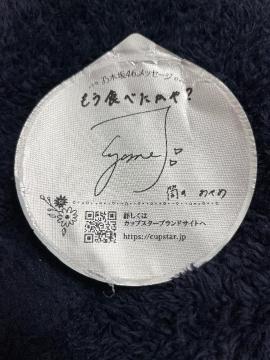 乃木坂46メッセージ
もう食べたのや?
Ayame
筒井 あやめ
詳しくは
カップスターブランドサイトへ
https://cupstar.jp